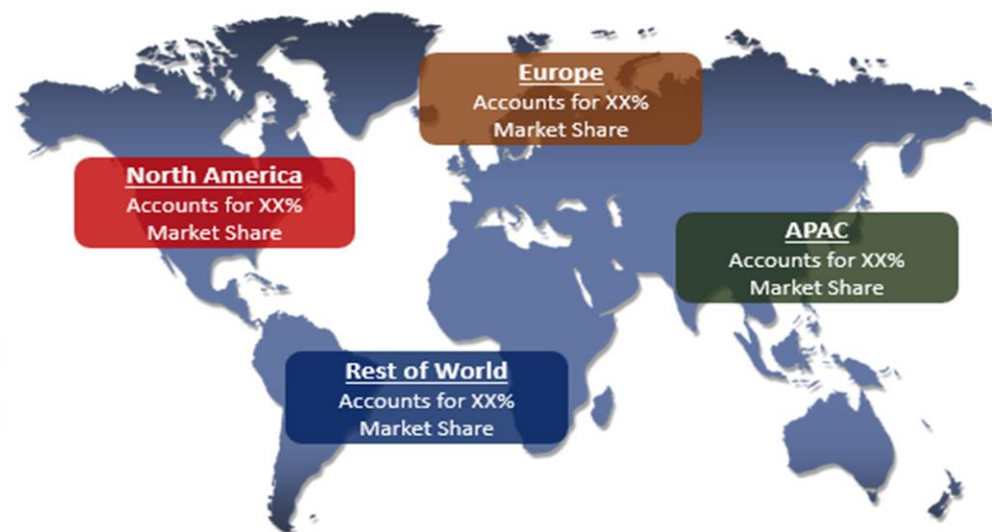 Europe
Accounts for XX%
Market Share
North America
Accounts for XX%
Market Share
APAC
Accounts for XX%
Market Share
Rest of World
Accounts for XX%
Market Share